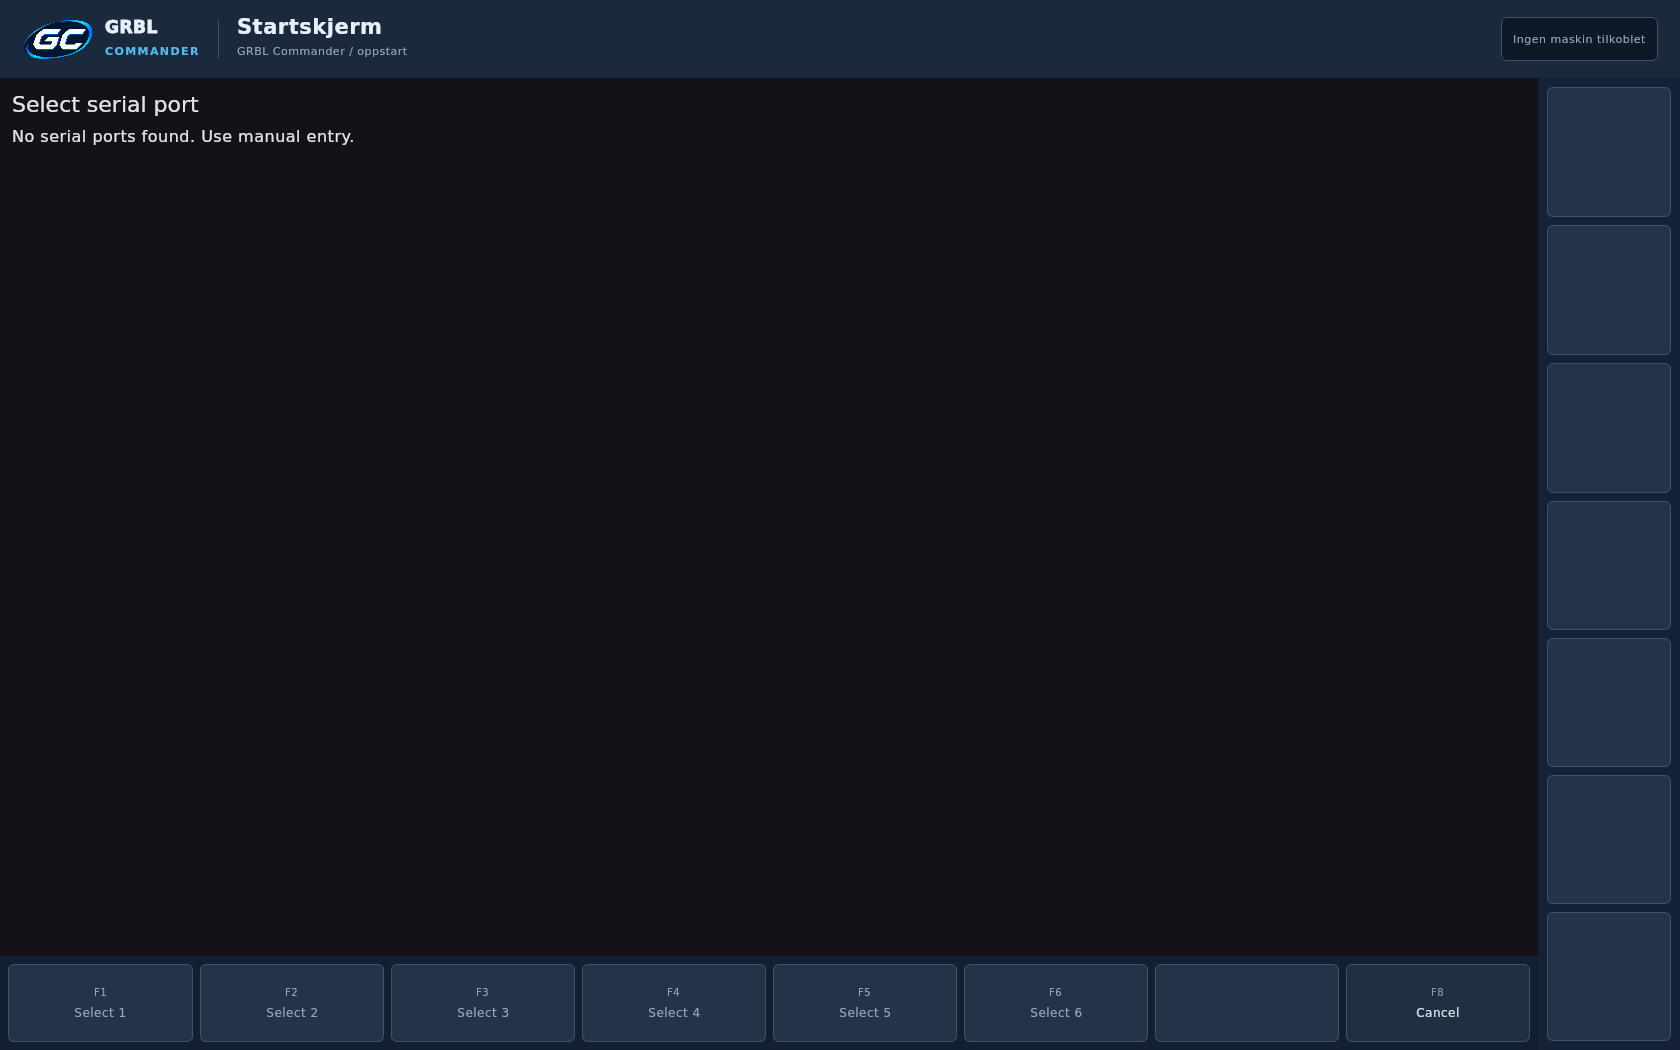 GC
GRBL
COMMANDER
Startskjerm
GRBL Commander / oppstart
Ingen maskin tilkoblet
Select serial port
No serial ports found. Use manual entry.
F1
Select 1
F2
Select 2
F3
Select 3
F4
Select 4
F5
Select 5
F6
Select 6
F8
Cancel